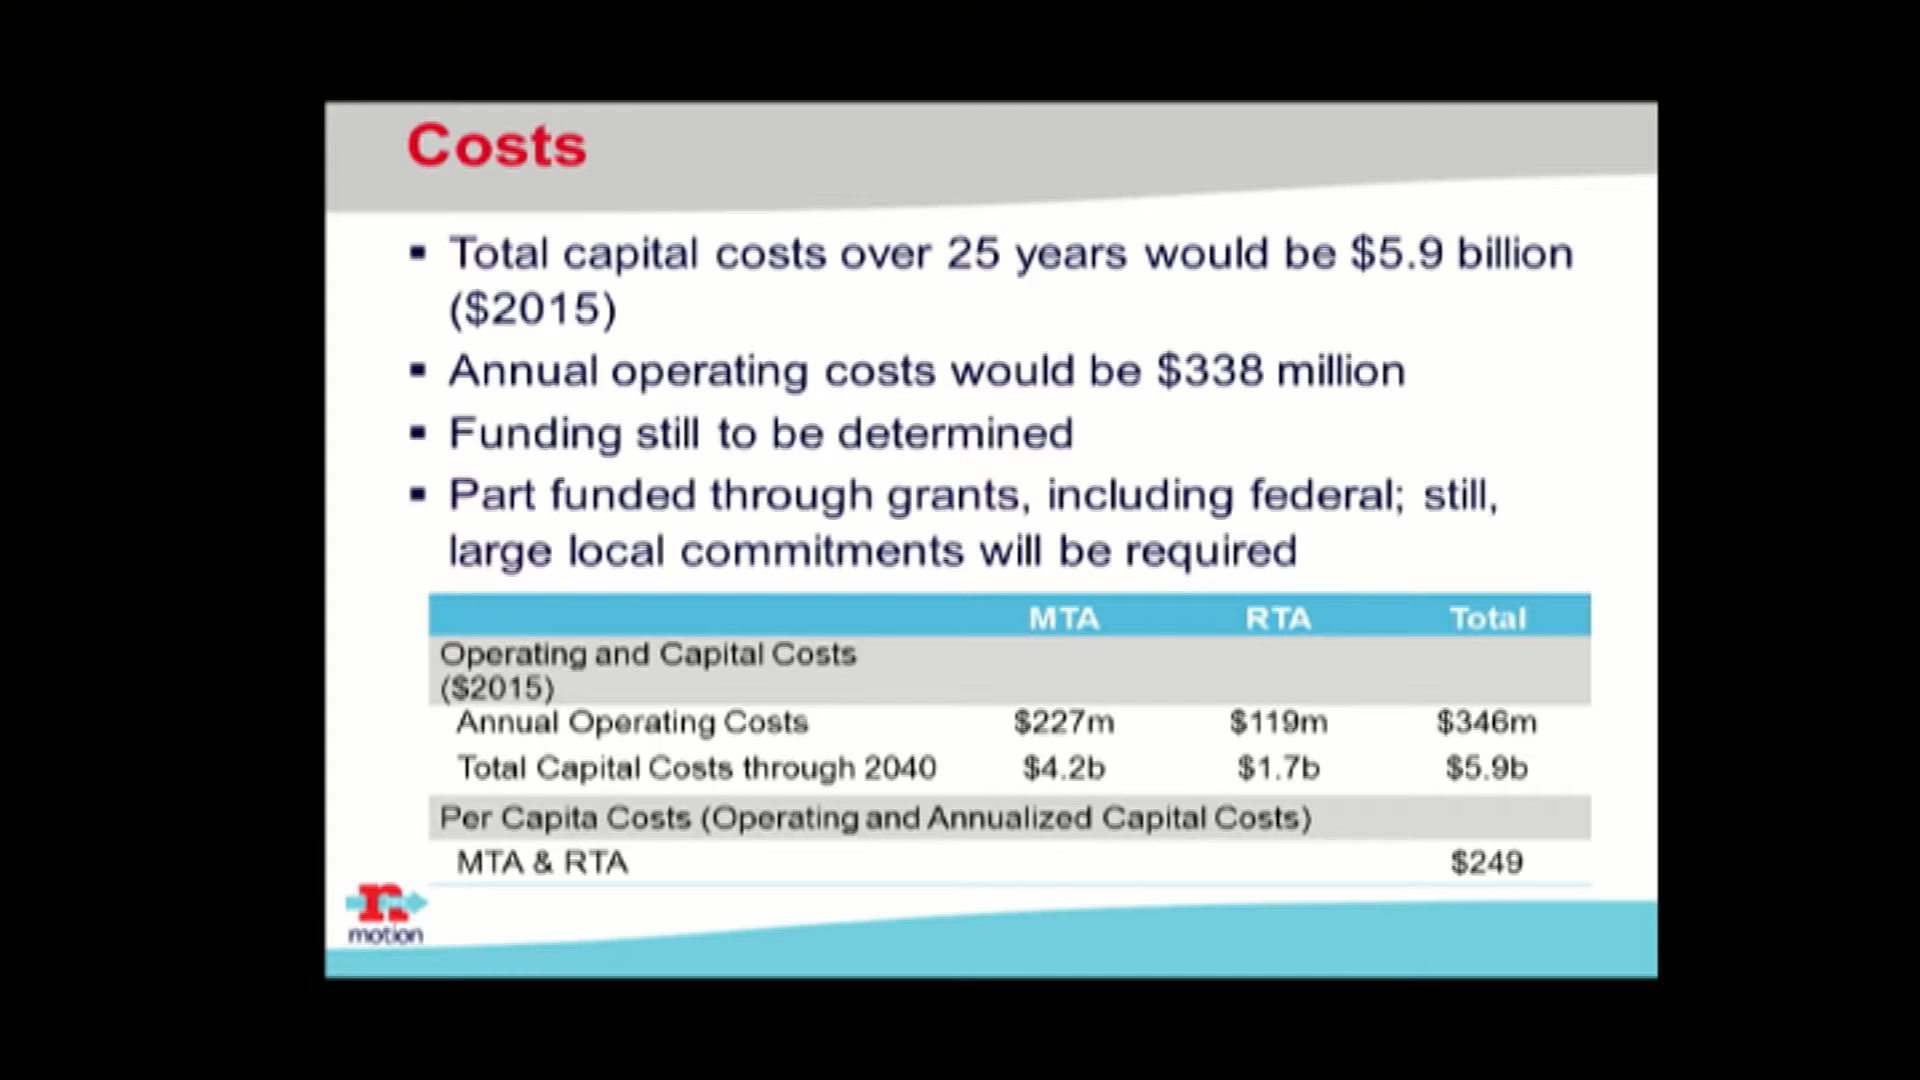 Costs
▪ Total capital costs over 25 years would be $5.9 billion
($2015)
▪ Annual operating costs would be $338 million
▪ Funding still to be determined
▪ Part funded through grants, including federal; still,
large local commitments will be required
MTA RTA Total
Operating and Capital Costs
($2015)
Annual Operating Costs $227m $119m $346m
Total Capital Costs through 2040 $4.2b $1.7b $5.9b
Per Capita Costs (Operating and Annualized Capital Costs)
MTA & RTA $249
n
motion